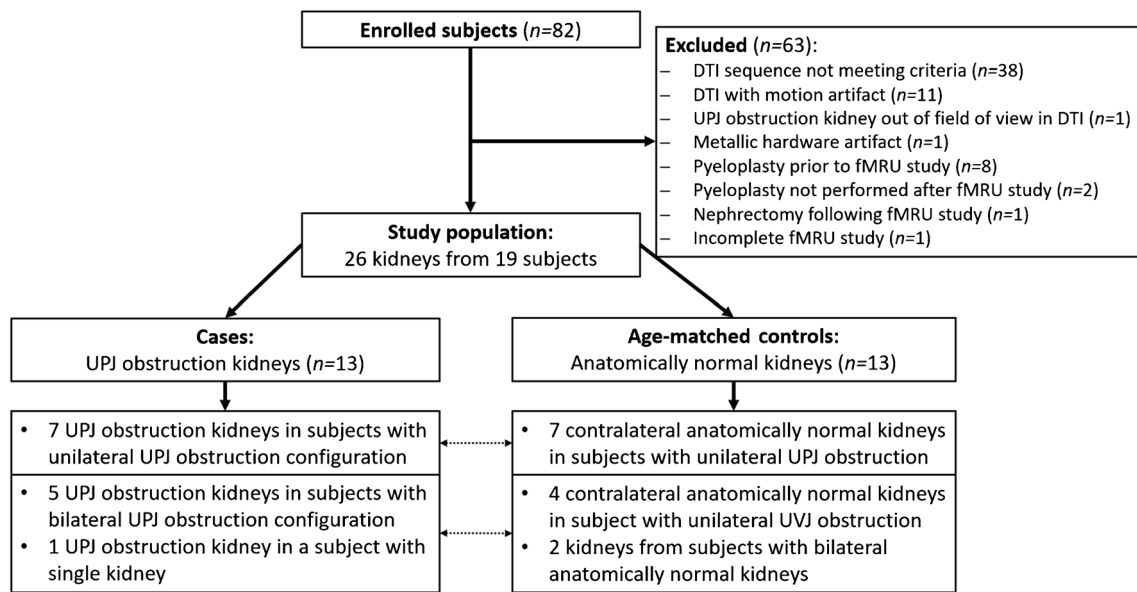 Enrolled subjects (n=82)
Excluded (n=63):
– DTI sequence not meeting criteria (n=38)
– DTI with motion artifact (n=11)
– UPJ obstruction kidney out of field of view in DTI (n=1)
– Metallic hardware artifact (n=1)
– Pyeloplasty prior to fMRU study (n=8)
– Pyeloplasty not performed after fMRU study (n=2)
– Nephrectomy following fMRU study (n=1)
– Incomplete fMRU study (n=1)
Study population:
26 kidneys from 19 subjects
Cases:
UPJ obstruction kidneys (n=13)
Age-matched controls:
Anatomically normal kidneys (n=13)
• 7 UPJ obstruction kidneys in subjects with
unilateral UPJ obstruction configuration
• 7 contralateral anatomically normal kidneys
in subjects with unilateral UPJ obstruction
• 5 UPJ obstruction kidneys in subjects with
bilateral UPJ obstruction configuration
• 1 UPJ obstruction kidney in a subject with
single kidney
• 4 contralateral anatomically normal kidneys
in subject with unilateral UVJ obstruction
• 2 kidneys from subjects with bilateral
anatomically normal kidneys